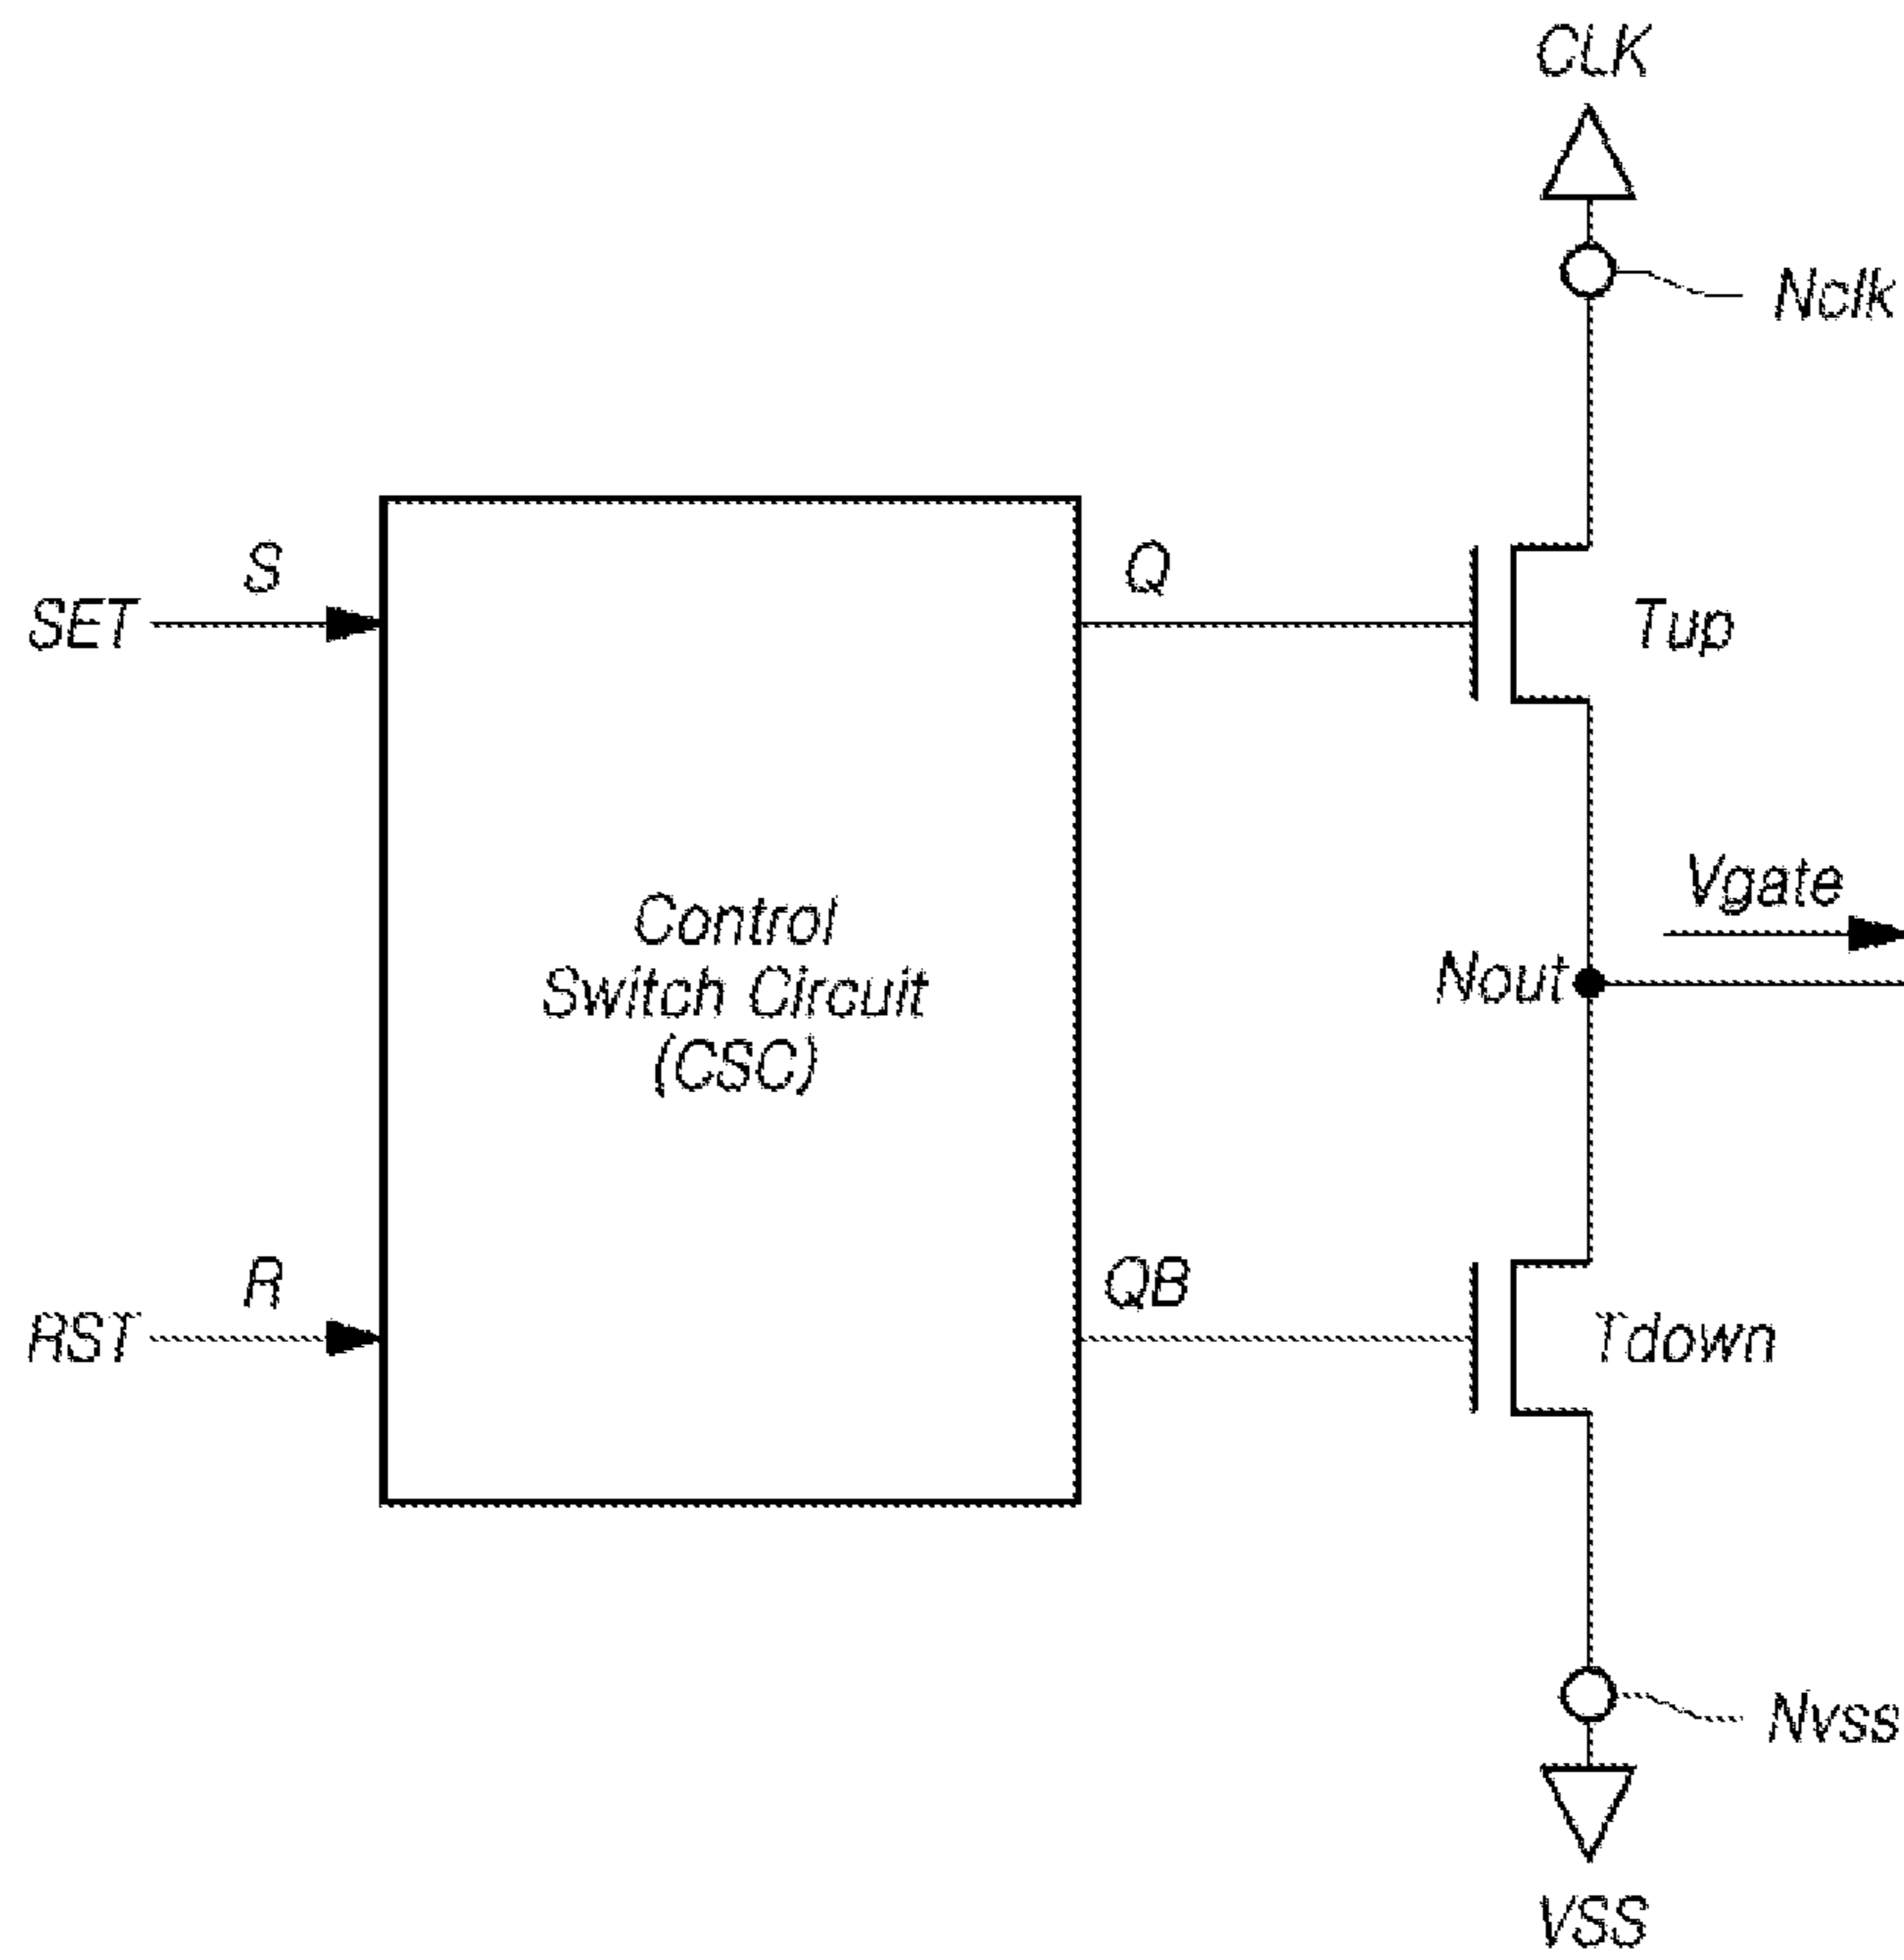 CLK
Nclk
S
Q
SET
Tup
Vgate
Control
Switch Circuit
(CSC)
Nout
R
QB
RST
Tdown
Nvss
VSS